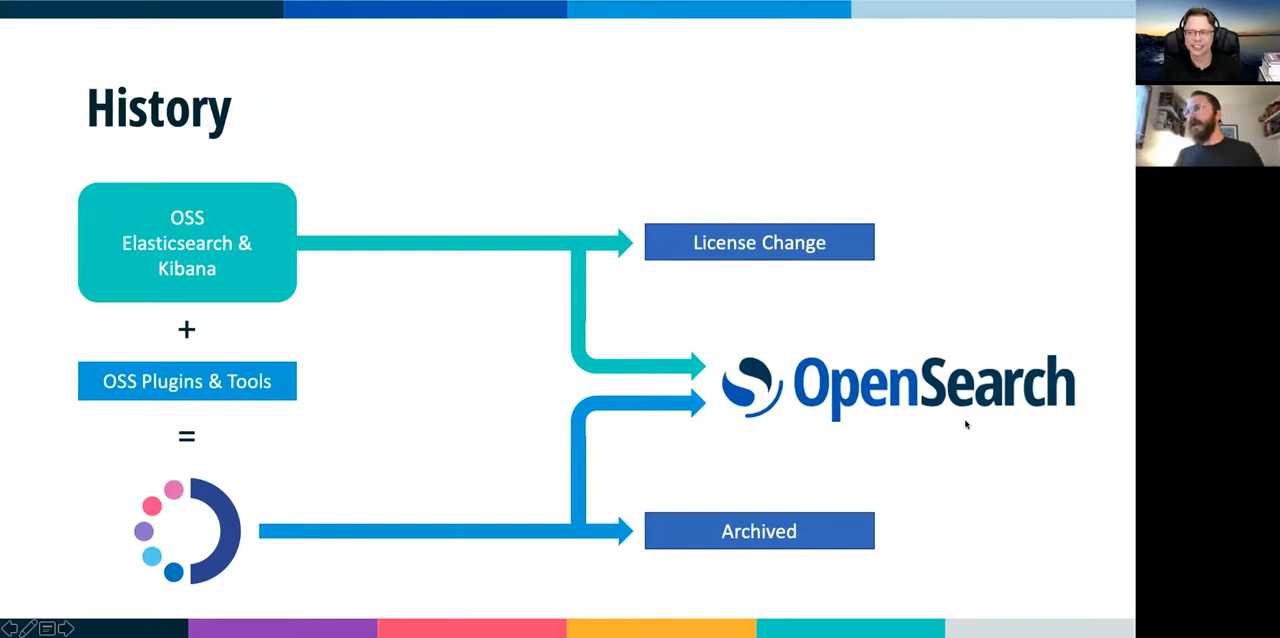 History
OSS
Elasticsearch &
Kibana
License Change
+
OSS Plugins & Tools
=
OpenSearch
Archived